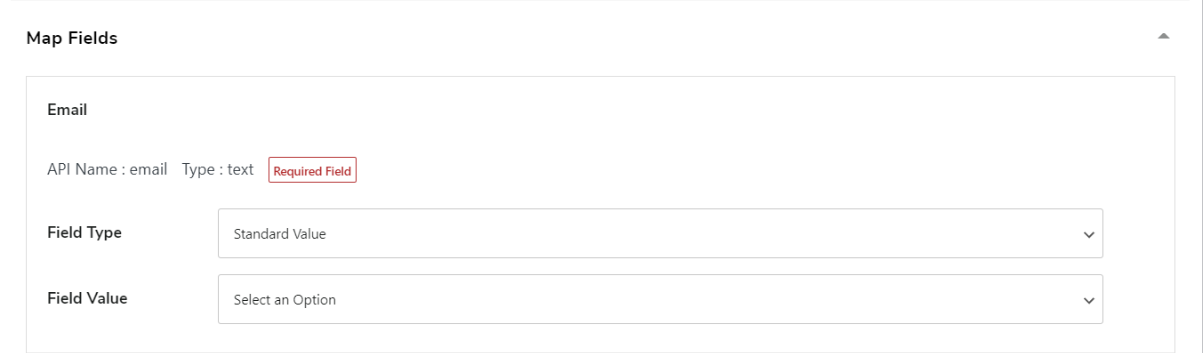 Map Fields
Email
API Name : email Type : text Required Field
Field Type Standard Value
Field Value Select an Option